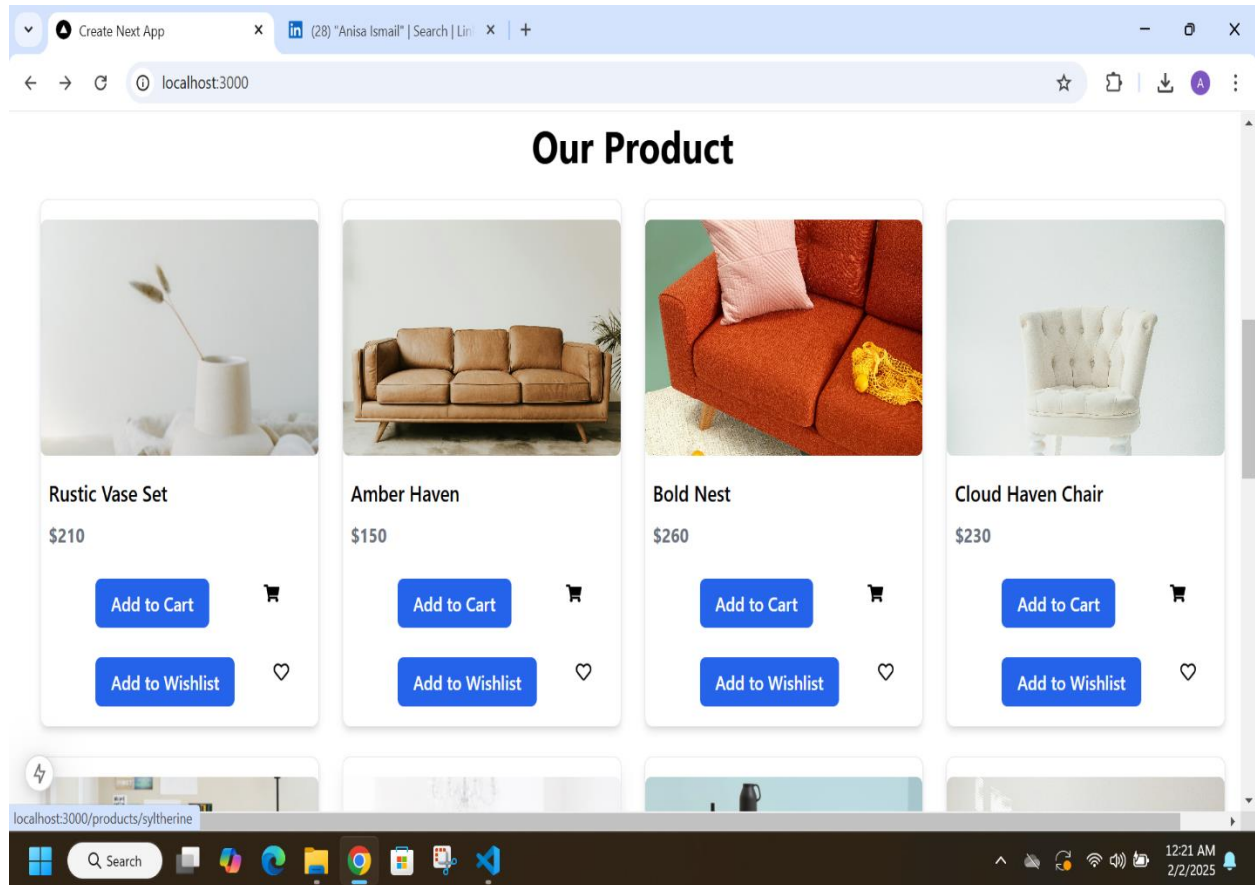 Create Next App
(28) "Anisa Ismail" | Search | Lin
localhost:3000
A
Our Product
Rustic Vase Set
Amber Haven
Bold Nest
Cloud Haven Chair
$210
$150
$260
$230
Add to Cart
Add to Cart
Add to Cart
Add to Cart
Add to Wishlist
Add to Wishlist
Add to Wishlist
Add to Wishlist
localhost:3000/products/syltherine
Search
12:21 AM
2/2/2025